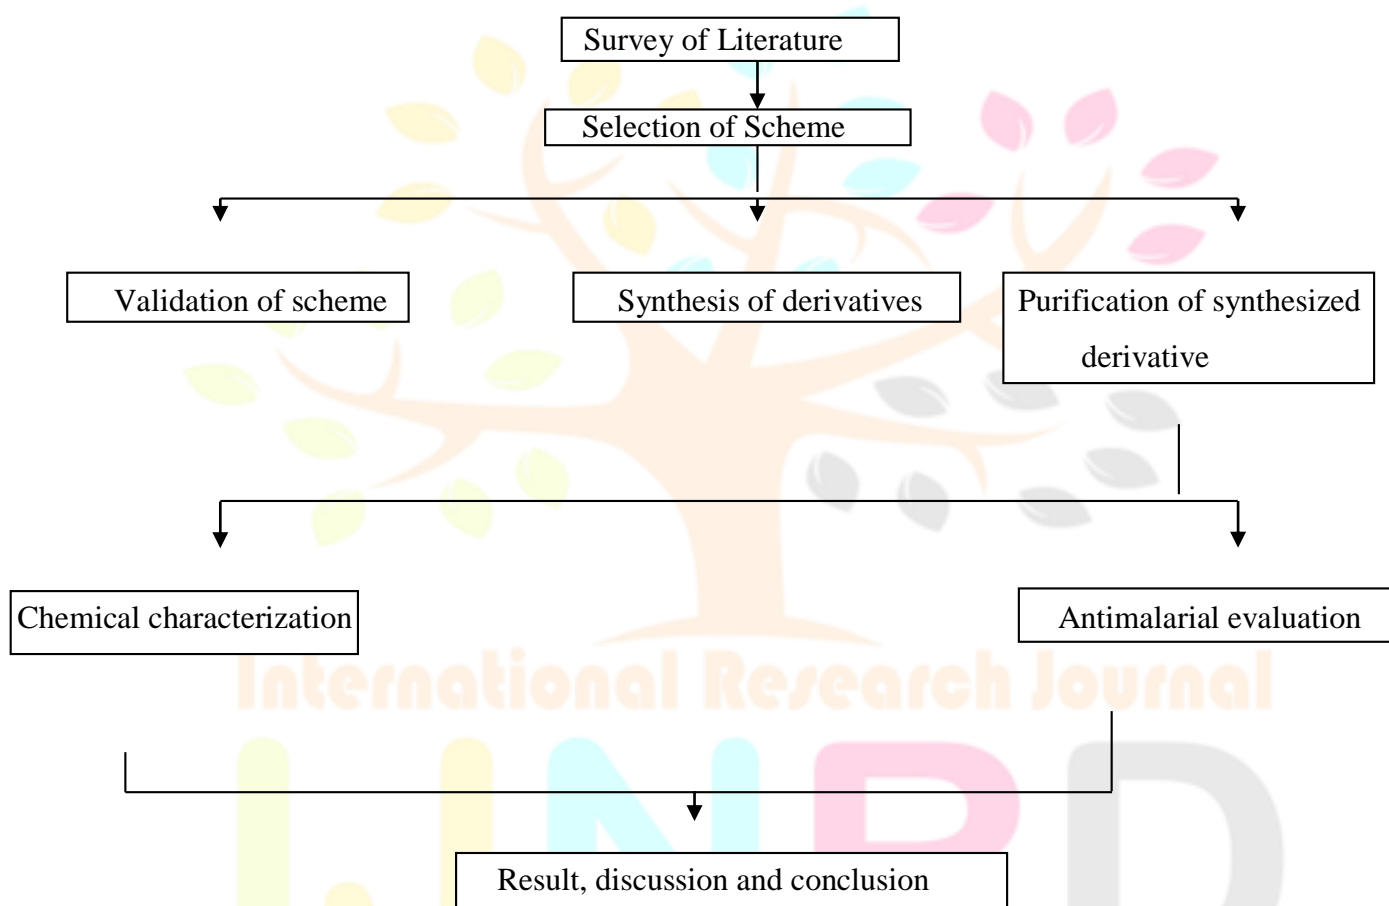 Survey of Literature
Selection of Scheme
Validation of scheme
Synthesis of derivatives
Purification of synthesized
derivative
Chemical characterization
Antimalarial evaluation
International Research Journal
IJNRD
Result, discussion and conclusion